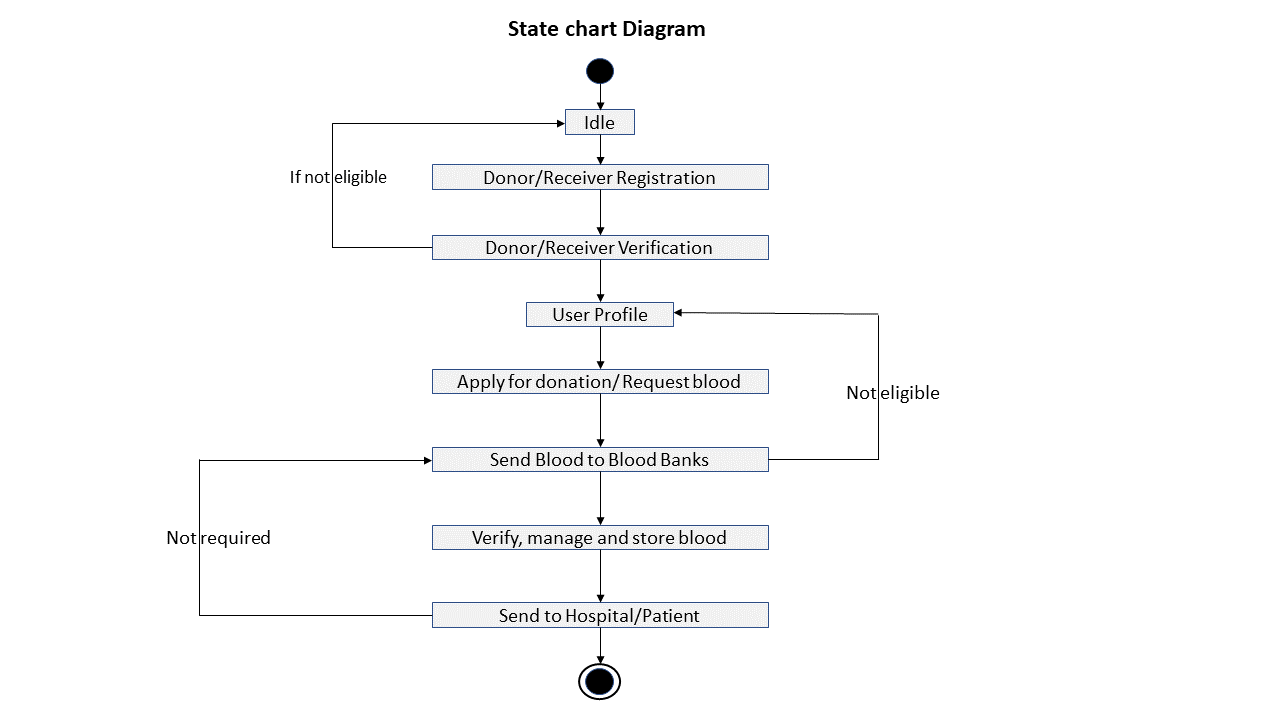 State chart Diagram
Idle
If not eligible
Donor/Receiver Registration
Donor/Receiver Verification
User Profile
Apply for donation/ Request blood
Not eligible
Send Blood to Blood Banks
Not required
Verify, manage and store blood
Send to Hospital/Patient